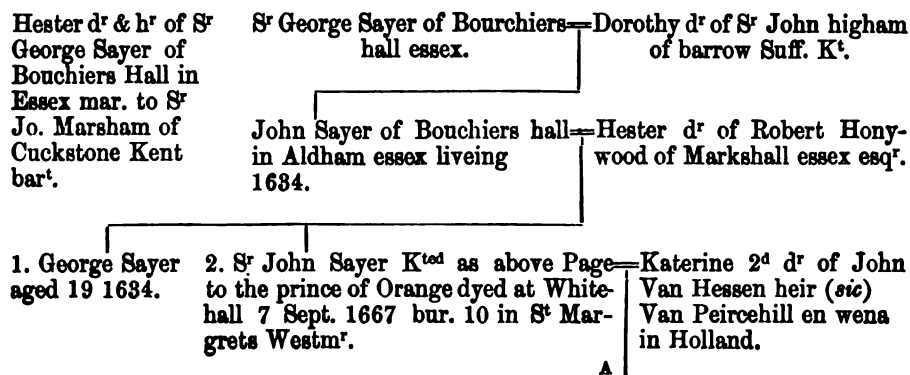 Hester dʳ & hʳ of Sʳ
George Sayer of
Bouchiers Hall in
Essex mar. to Sʳ
Jo. Marsham of
Cuckstone Kent
barᵗ.
Sʳ George Sayer of Bourchiers
hall essex.
Dorothy dʳ of Sʳ John higham
of barrow Suff. Kᵗ.
John Sayer of Bouchiers hall
in Aldham essex liveing
1634.
Hester dʳ of Robert Hony-
wood of Markshall essex esqʳ.
1. George Sayer
aged 19 1634.
2. Sʳ John Sayer Kᵗᵉᵈ as above Page
to the prince of Orange dyed at White-
hall 7 Sept. 1667 bur. 10 in Sᵗ Mar-
grets Westmʳ.
Katerine 2ᵈ dʳ of John
Van Hessen heir (sic)
Van Peircehill en wena
in Holland.
A